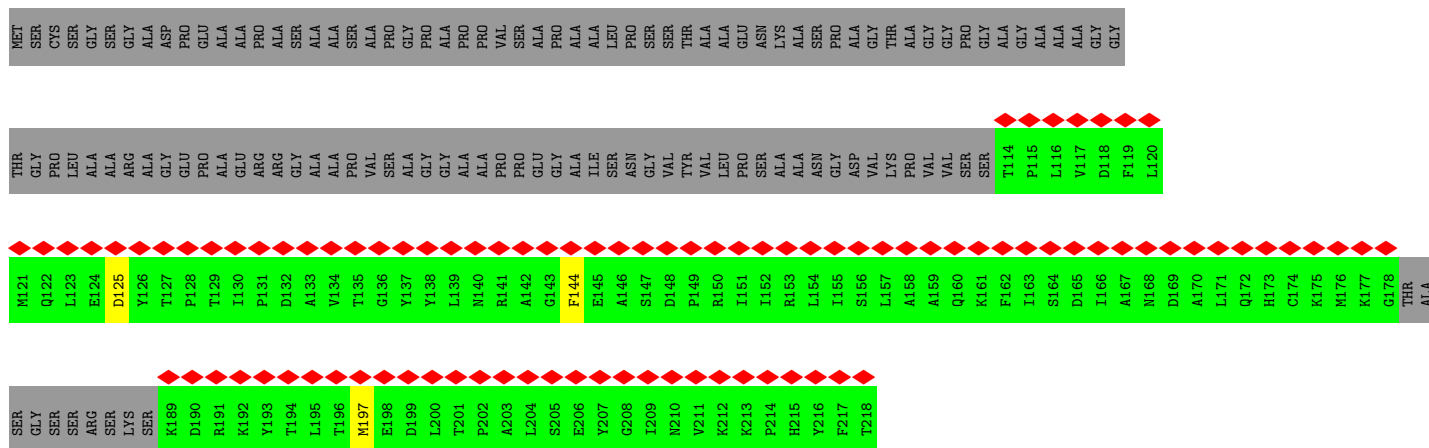 MET SER CYS SER GLY SER GLY ALA ASP PRO GLU ALA ALA PRO ALA SER ALA ALA SER ALA PRO GLY PRO ALA PRO PRO VAL SER ALA PRO ALA ALA LEU PRO SER SER THR ALA ALA GLU ASN LYS ALA SER PRO ALA GLY THR ALA GLY GLY PRO GLY ALA GLY ALA ALA ALA GLY GLY
THR GLY PRO LEU ALA ALA ARG ALA GLY GLU PRO ALA GLU ARG ARG GLY ALA ALA PRO VAL SER ALA GLY GLY ALA ALA PRO PRO GLU GLY ALA ILE SER ASN GLY VAL TYR VAL LEU PRO SER ALA ALA ASN GLY ASP VAL LYS PRO VAL VAL SER SER T114 P115 L116 V117 D118 F119 L120
M121 Q122 L123 E124 D125 Y126 T127 P128 T129 I130 P131 D132 A133 V134 T135 G136 Y137 Y138 L139 N140 R141 A142 G143 F144 E145 A146 S147 D148 P149 R150 I151 I152 R153 L154 I155 S156 L157 A158 A159 Q160 K161 F162 I163 S164 D165 I166 A167 N168 D169 A170 L171 Q172 H173 C174 K175 M176 K177 G178 THR ALA
SER GLY SER SER ARG SER LYS SER K189 D190 R191 K192 Y193 T194 L195 T196 M197 E198 D199 L200 T201 P202 A203 L204 S205 E206 Y207 G208 I209 N210 V211 K212 K213 P214 H215 Y216 F217 T218